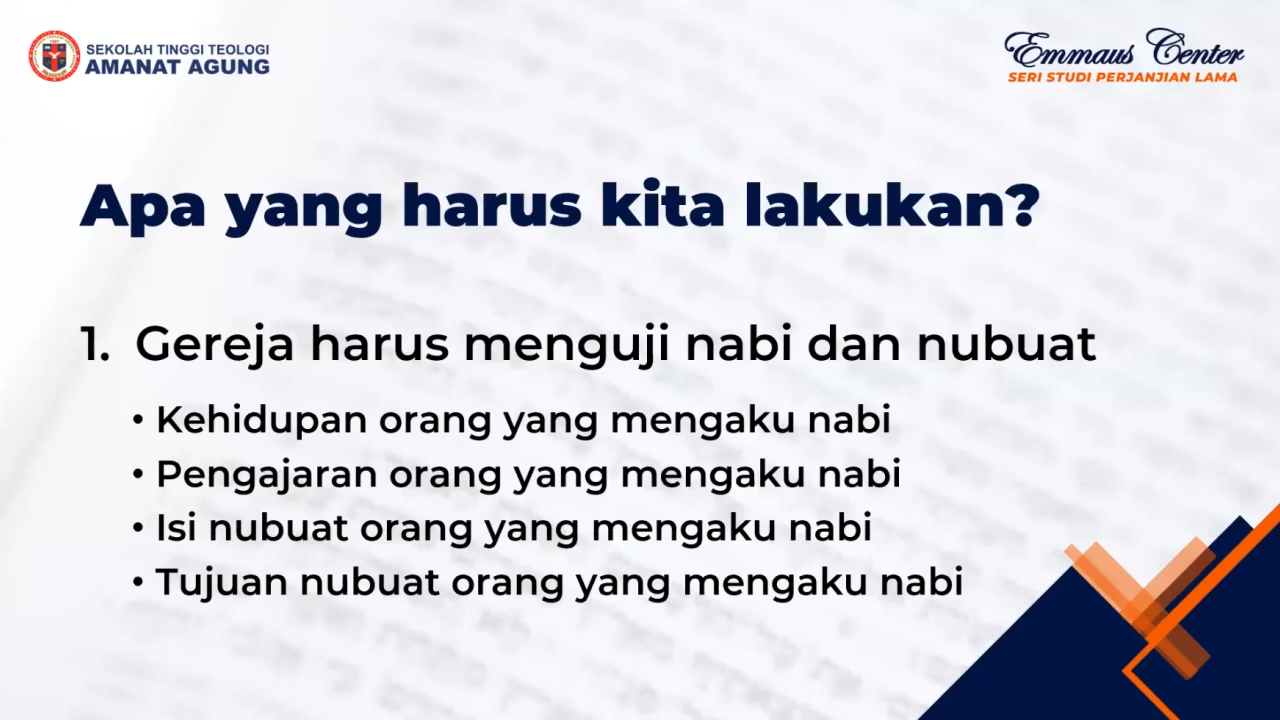 SEKOLAH TINGGI TEOLOGI
AMANAT AGUNG
Emmaus Center
SERI STUDI PERJANJIAN LAMA
Apa yang harus kita lakukan?
1. Gereja harus menguji nabi dan nubuat
• Kehidupan orang yang mengaku nabi
• Pengajaran orang yang mengaku nabi
• Isi nubuat orang yang mengaku nabi
• Tujuan nubuat orang yang mengaku nabi